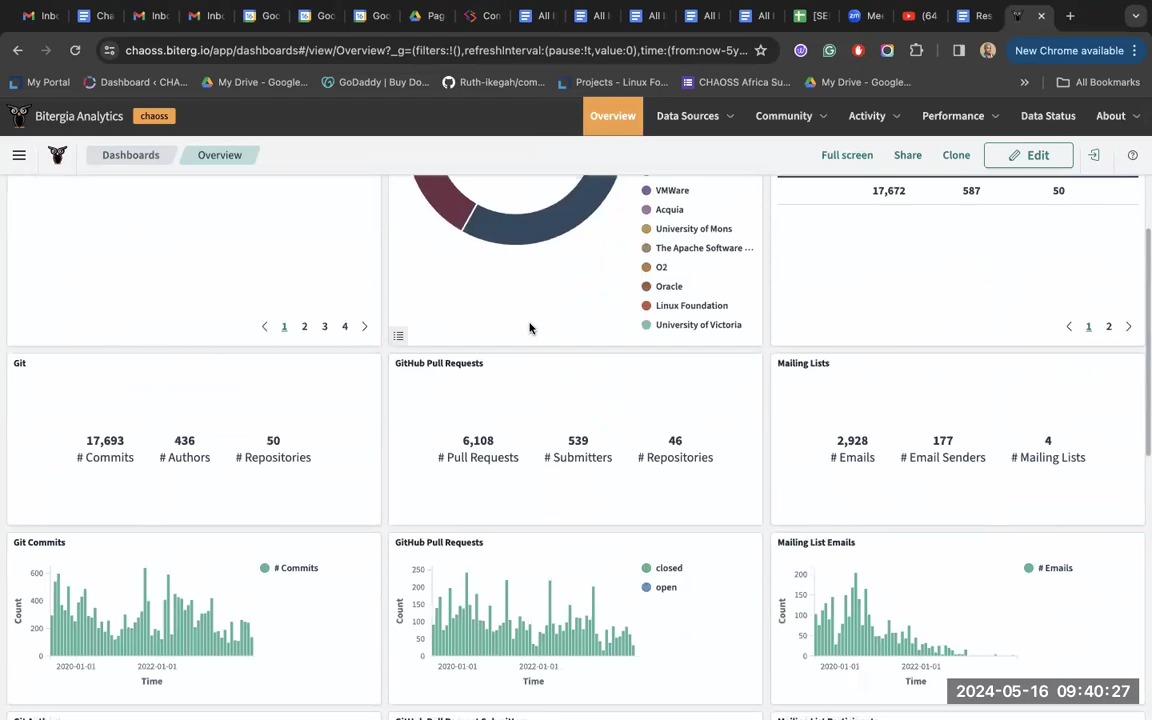 Inbo
Cha
Inb
Inb
Goo
Goo
Goo
Pag
Con
All I
All I
All I
All I
All I
[SE
Mee
(64
Res
chaoss.biterg.io/app/dashboards#/view/Overview?_g=(filters:!(),refreshInterval:(pause:!t,value:0),time:(from:now-5y...
New Chrome available
My Portal
Dashboard ‹ CHA...
My Drive - Google...
GoDaddy | Buy Do...
Ruth-ikegah/com...
Projects - Linux Fo...
CHAOSS Africa Su...
My Drive - Google...
»
All Bookmarks
Bitergia Analytics
chaoss
Overview
Data Sources
Community
Activity
Performance
Data Status
About
Dashboards
Overview
Full screen
Share
Clone
Edit
VMWare
Acquia
University of Mons
The Apache Software ...
O2
Oracle
Linux Foundation
University of Victoria
17,672 587 50
1 2 3 4
1 2
Git
17,693 436 50
# Commits # Authors # Repositories
GitHub Pull Requests
6,108 539 46
# Pull Requests # Submitters # Repositories
Mailing Lists
2,928 177 4
# Emails # Email Senders # Mailing Lists
Git Commits
# Commits
600
400
200
0
Count
2020-01-01 2022-01-01
Time
GitHub Pull Requests
closed
open
250
200
150
100
50
0
Count
2020-01-01 2022-01-01
Time
Mailing List Emails
# Emails
200
150
100
50
0
Count
2020-01-01 2022-01-01
Time
2024-05-16 09:40:27